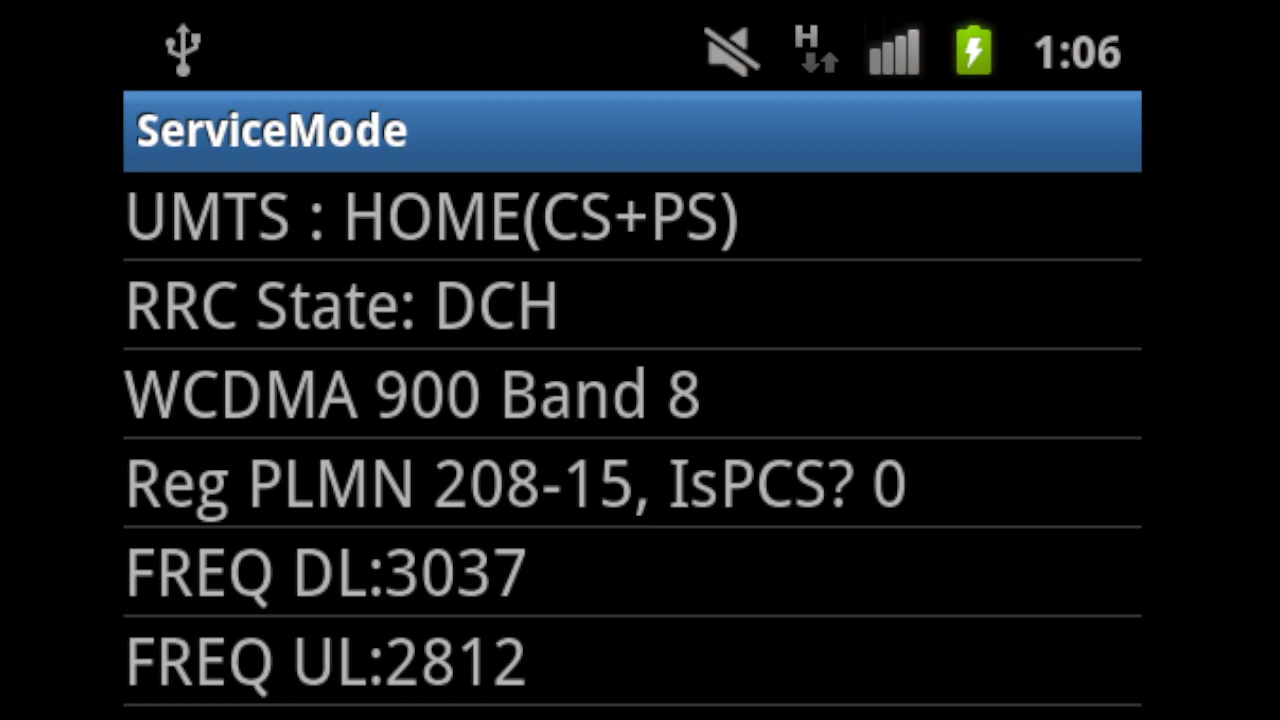 H 1:06
ServiceMode
UMTS : HOME(CS+PS)
RRC State: DCH
WCDMA 900 Band 8
Reg PLMN 208-15, IsPCS? 0
FREQ DL:3037
FREQ UL:2812